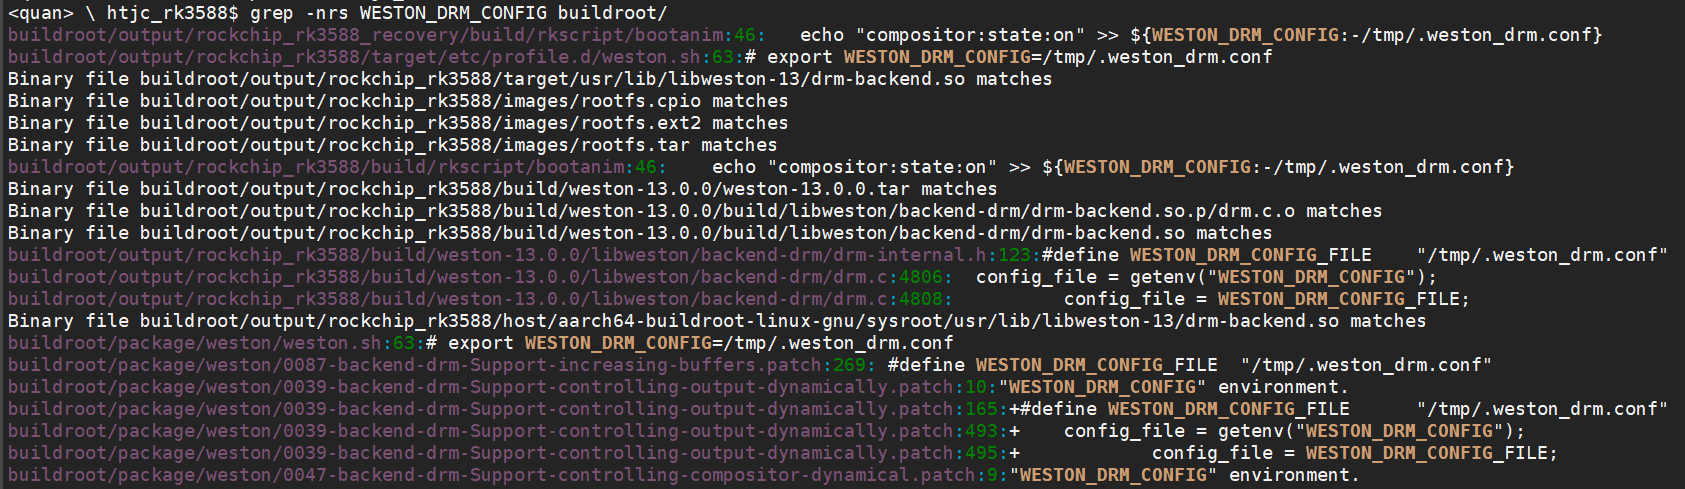 <quan> \ htjc_rk3588$ grep -nrs WESTON_DRM_CONFIG buildroot/
buildroot/output/rockchip_rk3588_recovery/build/rkscript/bootanim:46:   echo "compositor:state:on" >> ${WESTON_DRM_CONFIG:-/tmp/.weston_drm.conf}
buildroot/output/rockchip_rk3588/target/etc/profile.d/weston.sh:63:# export WESTON_DRM_CONFIG=/tmp/.weston_drm.conf
Binary file buildroot/output/rockchip_rk3588/target/usr/lib/libweston-13/drm-backend.so matches
Binary file buildroot/output/rockchip_rk3588/images/rootfs.cpio matches
Binary file buildroot/output/rockchip_rk3588/images/rootfs.ext2 matches
Binary file buildroot/output/rockchip_rk3588/images/rootfs.tar matches
buildroot/output/rockchip_rk3588/build/rkscript/bootanim:46:    echo "compositor:state:on" >> ${WESTON_DRM_CONFIG:-/tmp/.weston_drm.conf}
Binary file buildroot/output/rockchip_rk3588/build/weston-13.0.0/weston-13.0.0.tar matches
Binary file buildroot/output/rockchip_rk3588/build/weston-13.0.0/build/libweston/backend-drm/drm-backend.so.p/drm.c.o matches
Binary file buildroot/output/rockchip_rk3588/build/weston-13.0.0/build/libweston/backend-drm/drm-backend.so matches
buildroot/output/rockchip_rk3588/build/weston-13.0.0/libweston/backend-drm/drm-internal.h:123:#define WESTON_DRM_CONFIG_FILE    "/tmp/.weston_drm.conf"
buildroot/output/rockchip_rk3588/build/weston-13.0.0/libweston/backend-drm/drm.c:4806:  config_file = getenv("WESTON_DRM_CONFIG");
buildroot/output/rockchip_rk3588/build/weston-13.0.0/libweston/backend-drm/drm.c:4808:          config_file = WESTON_DRM_CONFIG_FILE;
Binary file buildroot/output/rockchip_rk3588/host/aarch64-buildroot-linux-gnu/sysroot/usr/lib/libweston-13/drm-backend.so matches
buildroot/package/weston/weston.sh:63:# export WESTON_DRM_CONFIG=/tmp/.weston_drm.conf
buildroot/package/weston/0087-backend-drm-Support-increasing-buffers.patch:269: #define WESTON_DRM_CONFIG_FILE  "/tmp/.weston_drm.conf"
buildroot/package/weston/0039-backend-drm-Support-controlling-output-dynamically.patch:10:"WESTON_DRM_CONFIG" environment.
buildroot/package/weston/0039-backend-drm-Support-controlling-output-dynamically.patch:165:+#define WESTON_DRM_CONFIG_FILE      "/tmp/.weston_drm.conf"
buildroot/package/weston/0039-backend-drm-Support-controlling-output-dynamically.patch:493:+    config_file = getenv("WESTON_DRM_CONFIG");
buildroot/package/weston/0039-backend-drm-Support-controlling-output-dynamically.patch:495:+            config_file = WESTON_DRM_CONFIG_FILE;
buildroot/package/weston/0047-backend-drm-Support-controlling-compositor-dynamical.patch:9:"WESTON_DRM_CONFIG" environment.